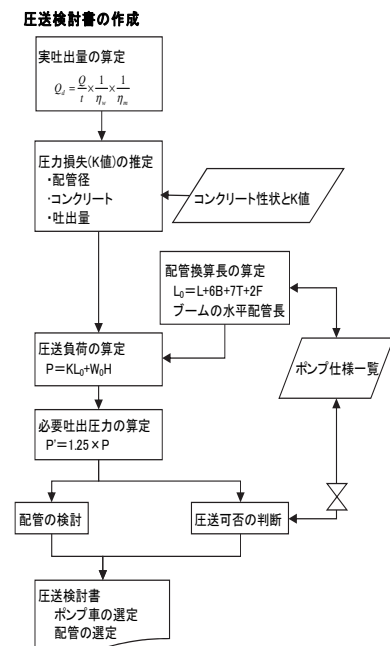 圧送検討書の作成
実吐出量の算定
Q_d = Q/t × 1/η_w × 1/η_m
圧力損失(K値)の推定
・配管径
・コンクリート
・吐出量
コンクリート性状とK値
配管換算長の算定
L₀=L+6B+7T+2F
ブームの水平配管長
圧送負荷の算定
P=KL₀+W₀H
ポンプ仕様一覧
必要吐出圧力の算定
P'=1.25×P
配管の検討
圧送可否の判断
圧送検討書
ポンプ車の選定
配管の選定